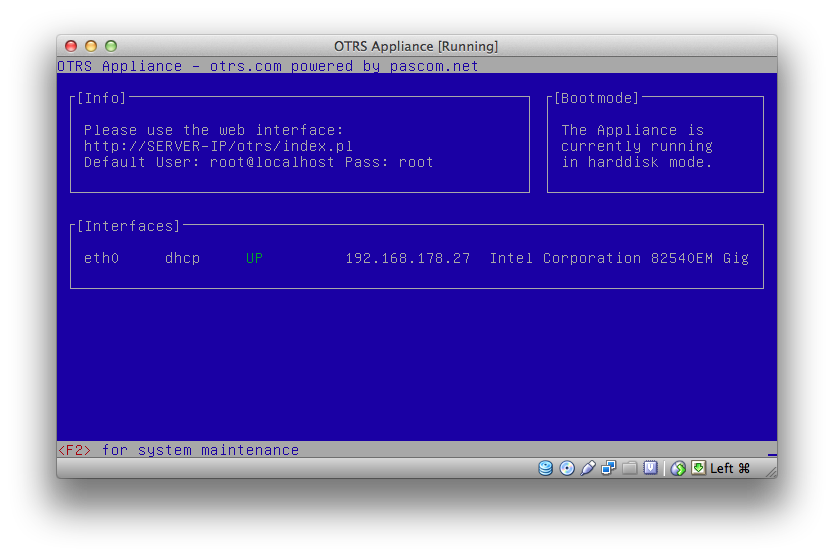 OTRS Appliance [Running]
OTRS Appliance - otrs.com powered by pascom.net
[Info]
Please use the web interface:
http://SERVER-IP/otrs/index.pl
Default User: root@localhost Pass: root
[Bootmode]
The Appliance is
currently running
in harddisk mode.
[Interfaces]
eth0 dhcp UP 192.168.178.27 Intel Corporation 82540EM Gig
<F2> for system maintenance
Left ⌘